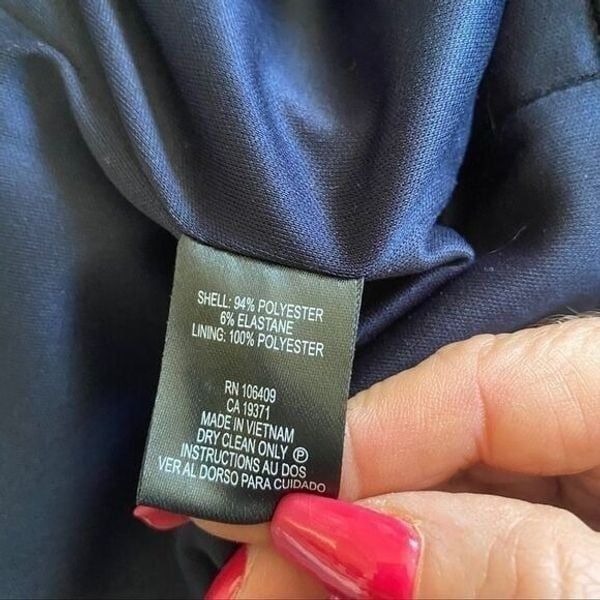 SHELL: 94% POLYESTER
6% ELASTANE
LINING: 100% POLYESTER
RN 106409
CA 19371
MADE IN VIETNAM
DRY CLEAN ONLY Ⓟ
INSTRUCTIONS AU DOS
VER AL DORSO PARA CUIDADO